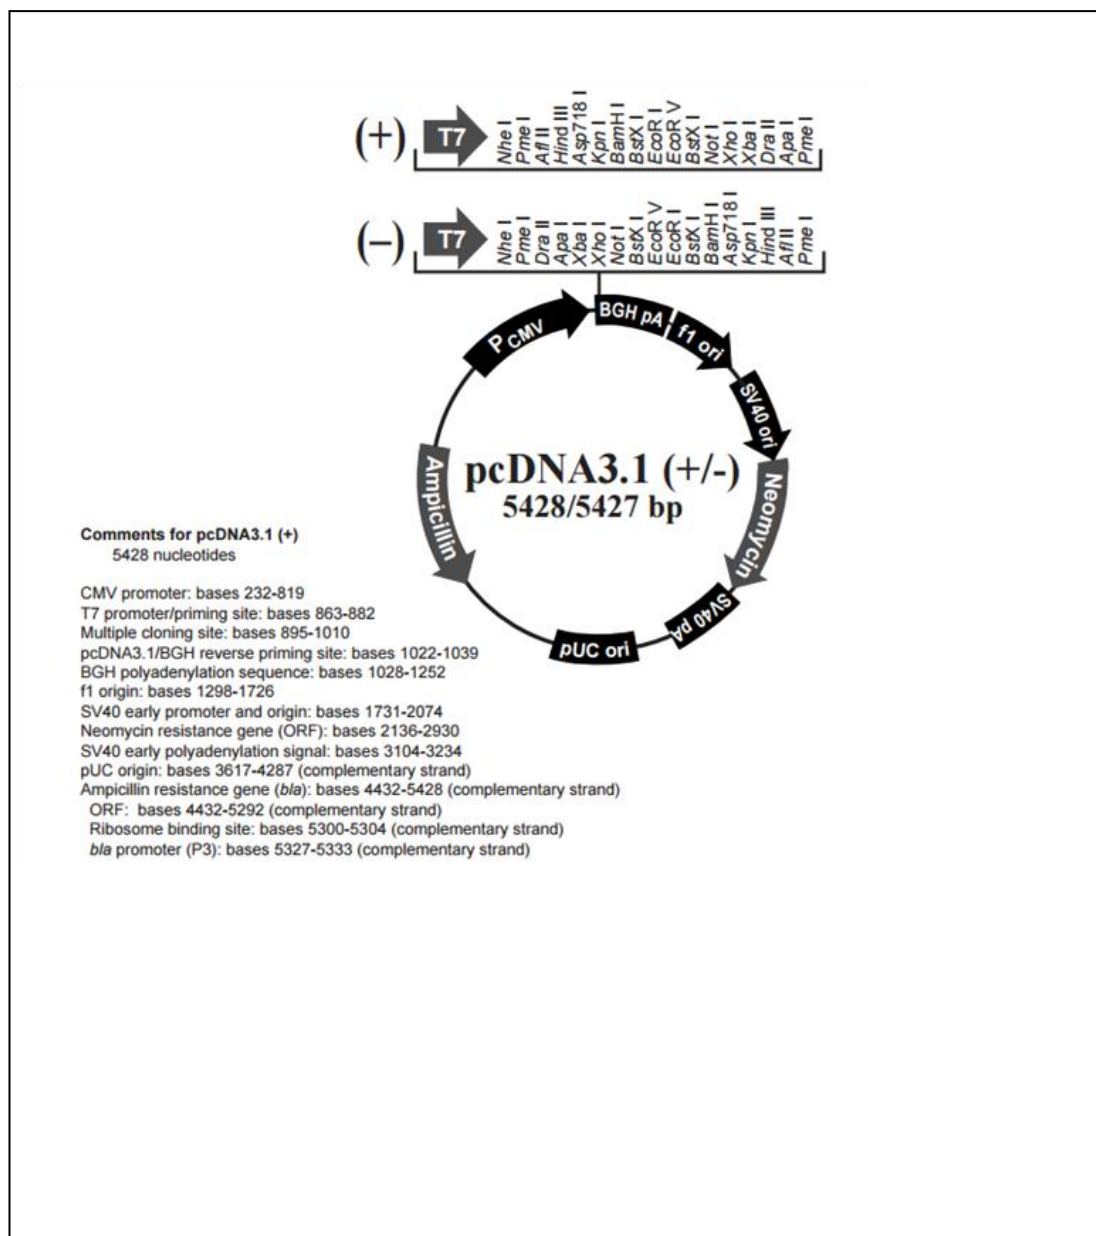 (+) T7 Nhe I Pme I Afl II Hind III Asp718 I Kpn I BamH I BstX I EcoR I EcoR V BstX I Not I Xho I Xba I Dra II Apa I Pme I
(–) T7 Nhe I Pme I Dra II Apa I Xba I Xho I Not I BstX I EcoR V EcoR I BstX I BamH I Asp718 I Kpn I Hind III Afl II Pme I
P CMV
BGH pA
f1 ori
SV40 ori
Neomycin
SV40 pA
pUC ori
Ampicillin
pcDNA3.1 (+/-)
5428/5427 bp
Comments for pcDNA3.1 (+)
5428 nucleotides
CMV promoter: bases 232-819
T7 promoter/priming site: bases 863-882
Multiple cloning site: bases 895-1010
pcDNA3.1/BGH reverse priming site: bases 1022-1039
BGH polyadenylation sequence: bases 1028-1252
f1 origin: bases 1298-1726
SV40 early promoter and origin: bases 1731-2074
Neomycin resistance gene (ORF): bases 2136-2930
SV40 early polyadenylation signal: bases 3104-3234
pUC origin: bases 3617-4287 (complementary strand)
Ampicillin resistance gene (bla): bases 4432-5428 (complementary strand)
ORF: bases 4432-5292 (complementary strand)
Ribosome binding site: bases 5300-5304 (complementary strand)
bla promoter (P3): bases 5327-5333 (complementary strand)